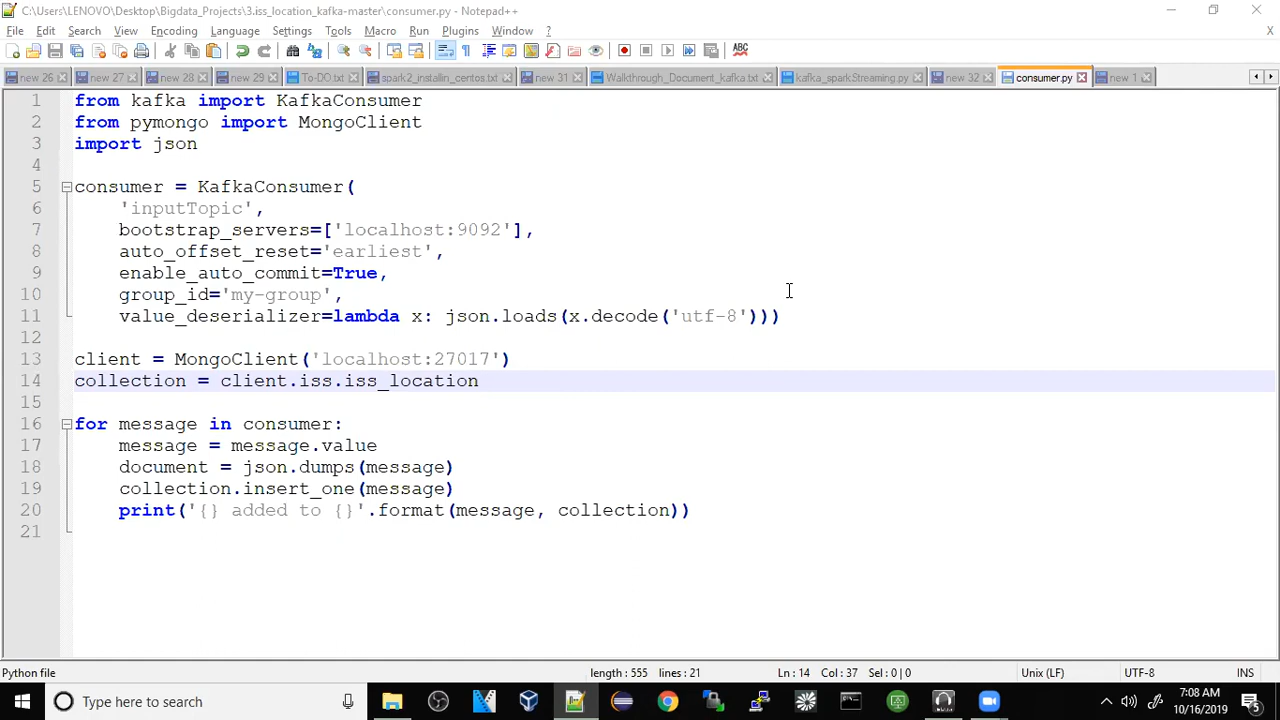 C:\Users\LENOVO\Desktop\Bigdata_Projects\3.iss_location_kafka-master\consumer.py - Notepad++
File Edit Search View Encoding Language Settings Tools Macro Run Plugins Window ? X
new 26 new 27 new 28 new 29 To-DO.txt spark2_installin_centos.txt new 31 Walkthrough_Document_kafka.txt kafka_sparkStreaming.py new 32 consumer.py new 1
1 from kafka import KafkaConsumer
2 from pymongo import MongoClient
3 import json
4
5 consumer = KafkaConsumer(
6     'inputTopic',
7     bootstrap_servers=['localhost:9092'],
8     auto_offset_reset='earliest',
9     enable_auto_commit=True,
10     group_id='my-group',
11     value_deserializer=lambda x: json.loads(x.decode('utf-8')))
12
13 client = MongoClient('localhost:27017')
14 collection = client.iss.iss_location
15
16 for message in consumer:
17     message = message.value
18     document = json.dumps(message)
19     collection.insert_one(message)
20     print('{} added to {}'.format(message, collection))
21
Python file length : 555 lines : 21 Ln : 14 Col : 37 Sel : 0 | 0 Unix (LF) UTF-8 INS
Type here to search
7:08 AM
10/16/2019
5